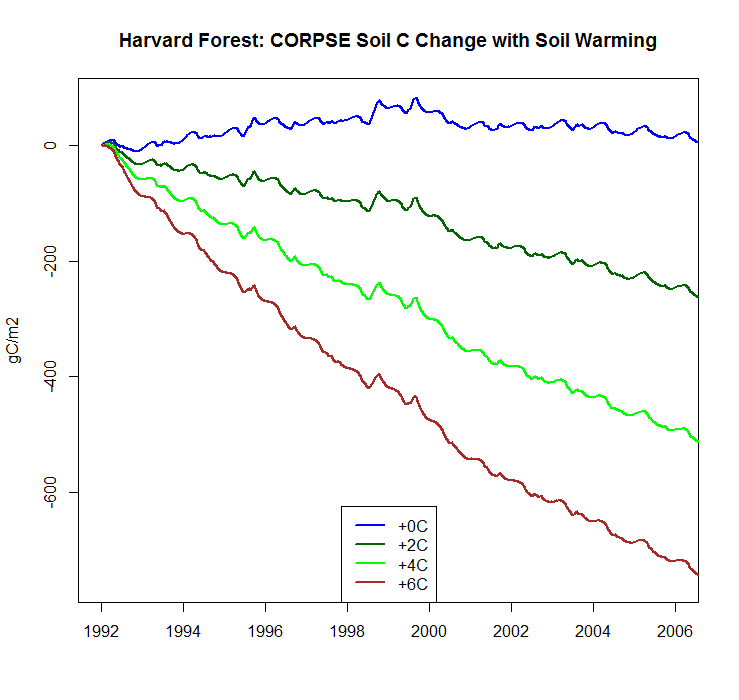 Harvard Forest: CORPSE Soil C Change with Soil Warming
gC/m2
0
-200
-400
-600
+0C
+2C
+4C
+6C
1992 1994 1996 1998 2000 2002 2004 2006